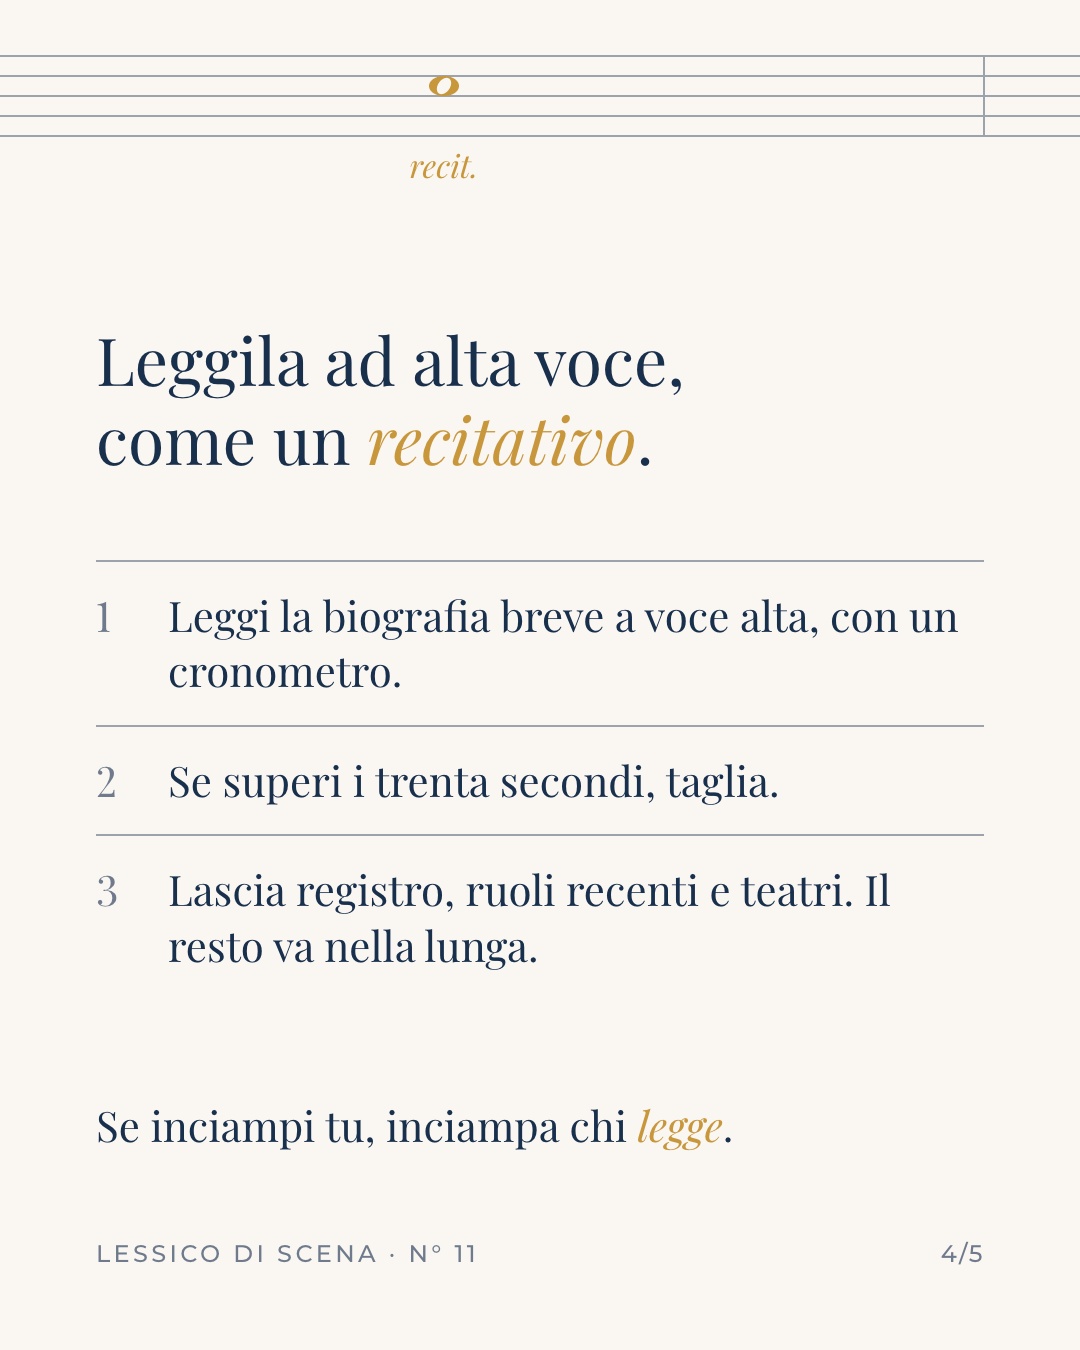 recit.
Leggila ad alta voce,
come un recitativo.
1 Leggi la biografia breve a voce alta, con un
cronometro.
2 Se superi i trenta secondi, taglia.
3 Lascia registro, ruoli recenti e teatri. Il
resto va nella lunga.
Se inciampi tu, inciampa chi legge.
LESSICO DI SCENA · N° 11 4/5